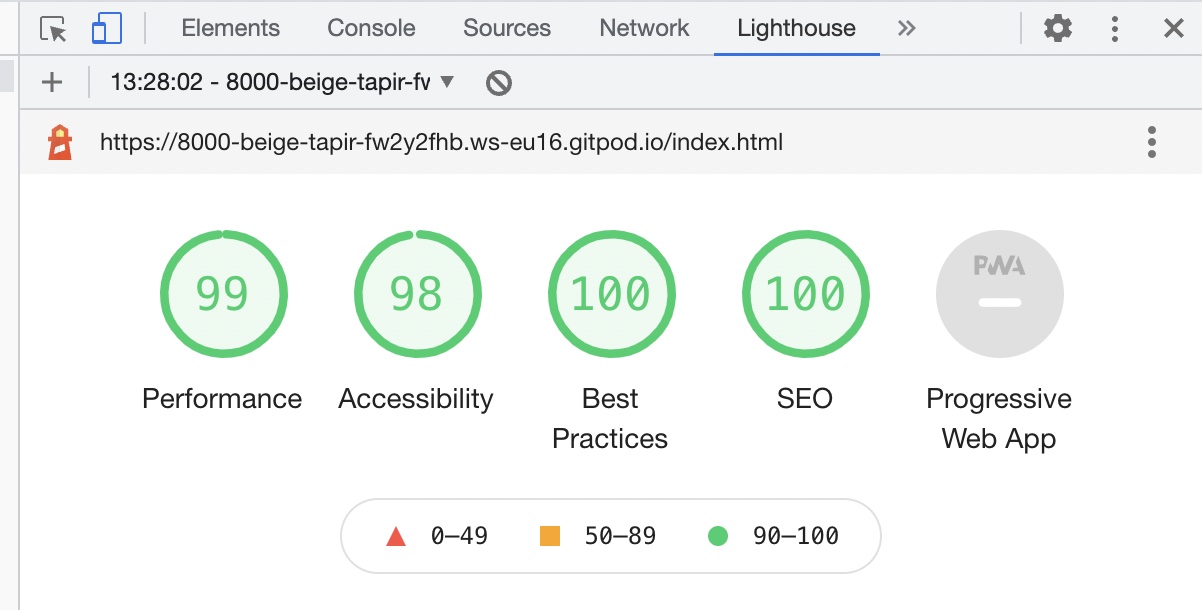 Elements Console Sources Network Lighthouse »
+ 13:28:02 - 8000-beige-tapir-fw ▼
https://8000-beige-tapir-fw2y2fhb.ws-eu16.gitpod.io/index.html
99 98 100 100 PWA
Performance Accessibility Best Practices SEO Progressive Web App
0–49 50–89 90–100